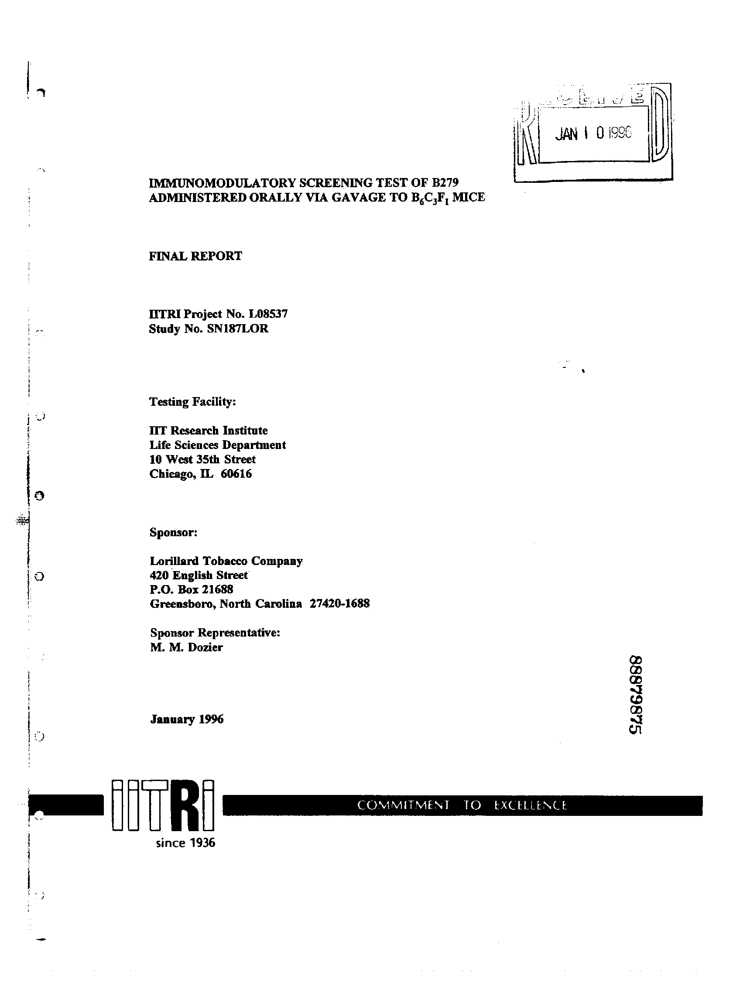 JAN 10 1996
IMMUNOMODULATORY SCREENING TEST OF B279
ADMINISTERED ORALLY VIA GAVAGE TO B₆C₃F₁ MICE
FINAL REPORT
IITRI Project No. L08537
Study No. SN187LOR
Testing Facility:
IIT Research Institute
Life Sciences Department
10 West 35th Street
Chicago, IL 60616
Sponsor:
Lorillard Tobacco Company
420 English Street
P.O. Box 21688
Greensboro, North Carolina 27420-1688
Sponsor Representative:
M. M. Dozier
88879875
January 1996
IITRI
COMMITMENT TO EXCELLENCE
since 1936